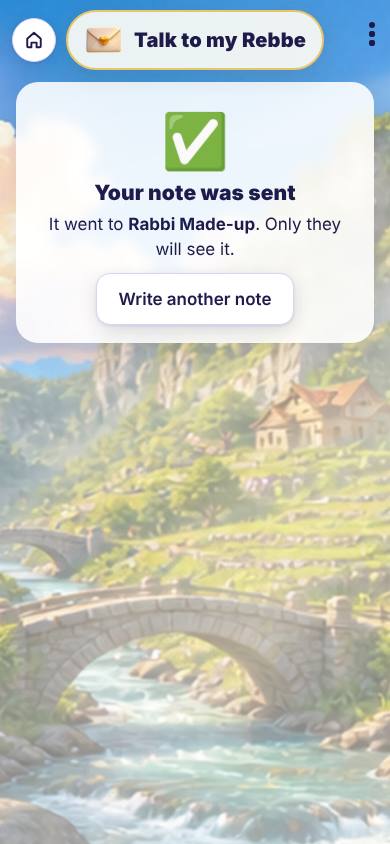 Talk to my Rebbe
Your note was sent
It went to Rabbi Made-up. Only they
will see it.
Write another note